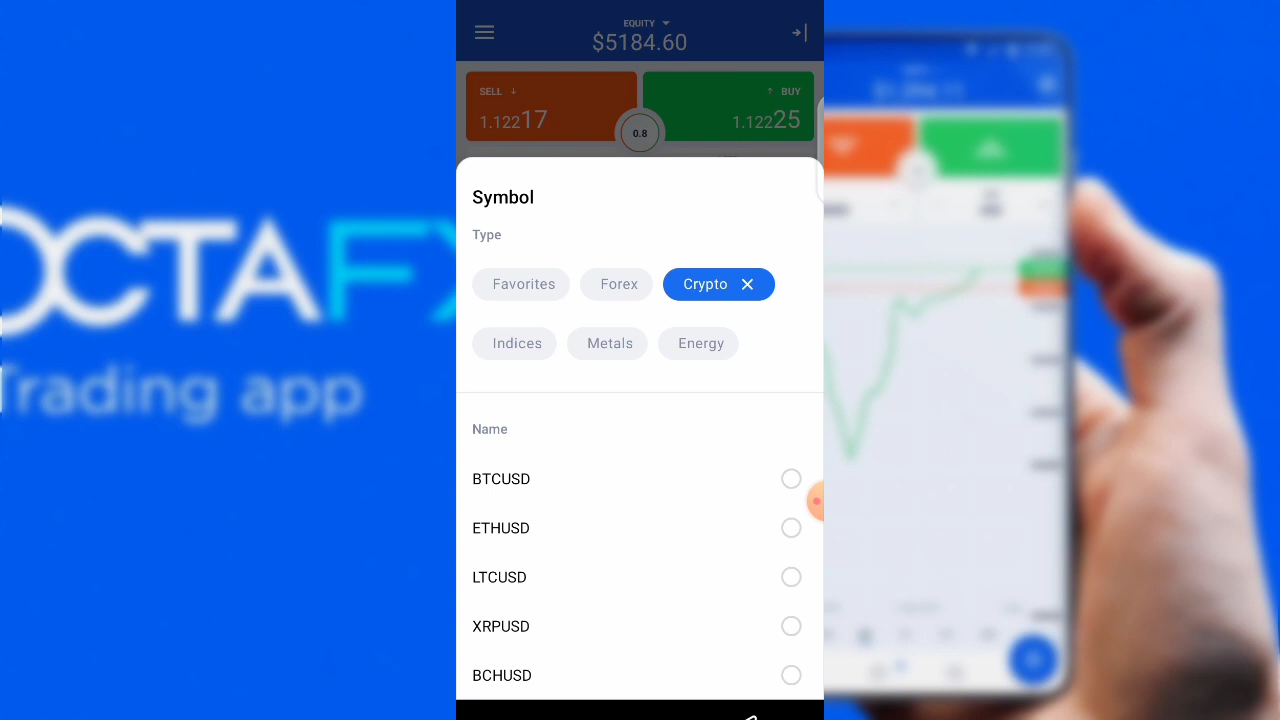 EQUITY
$5184.60
SELL
BUY
1.12217
0.8
1.12225
Symbol
Type
Favorites
Forex
Crypto
Indices
Metals
Energy
Name
BTCUSD
ETHUSD
LTCUSD
XRPUSD
BCHUSD
OCTAFX
Trading app